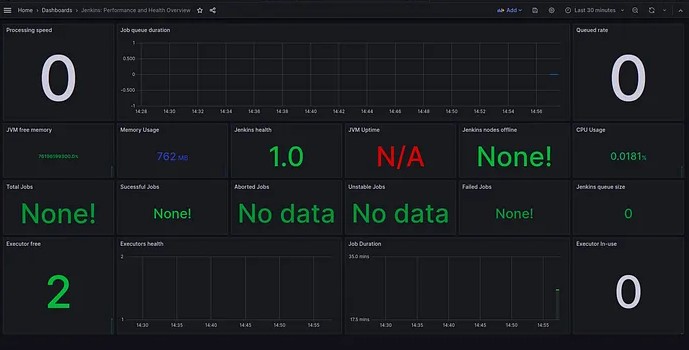 Home > Dashboards > Jenkins: Performance and Health Overview
Add
Last 30 minutes
Processing speed
0
Job queue duration
1
0.500
0
-0.500
-1
14:28 14:30 14:32 14:34 14:36 14:38 14:40 14:42 14:44 14:46 14:48 14:50 14:52 14:54 14:56
Queued rate
0
JVM free memory
Memory Usage
762 MB
Jenkins health
1.0
JVM Uptime
N/A
Jenkins nodes offline
None!
CPU Usage
0.0181%
Total Jobs
None!
Sucessful Jobs
None!
Aborted Jobs
No data
Unstable Jobs
No data
Failed Jobs
None!
Jenkins queue size
0
Executor free
2
Executors health
2
1
14:30 14:35 14:40 14:45 14:50 14:55
Job Duration
35.0 mins
17.5 mins
14:30 14:35 14:40 14:45 14:50 14:55
Executor In-use
0